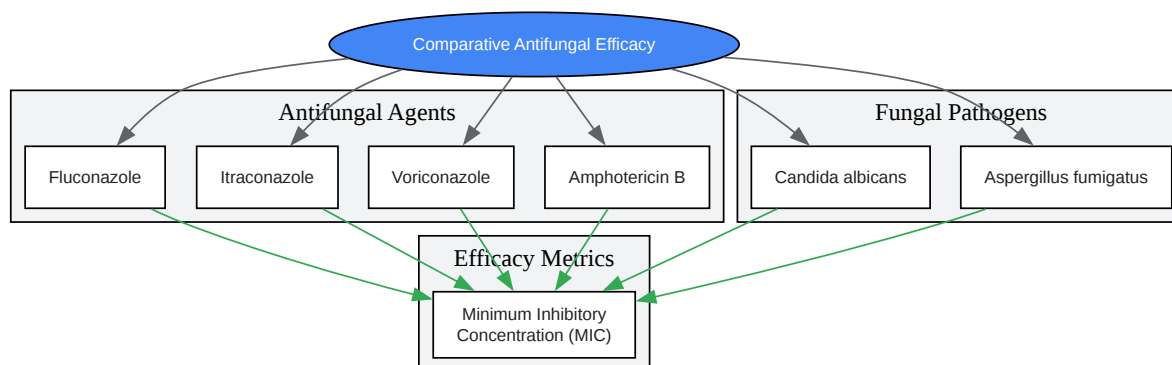 Comparative Antifungal Efficacy
Antifungal Agents
Fungal Pathogens
Fluconazole
Itraconazole
Voriconazole
Amphotericin B
Candida albicans
Aspergillus fumigatus
Efficacy Metrics
Minimum Inhibitory
Concentration (MIC)